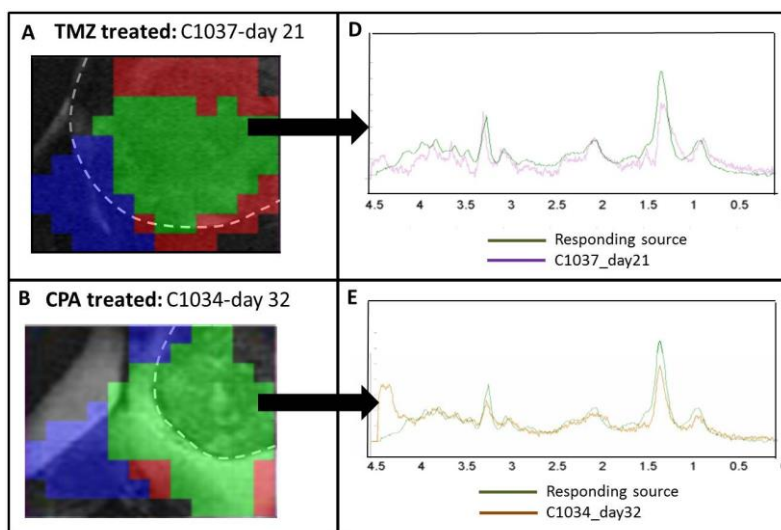 A TMZ treated: C1037-day 21
D
4.5 4 3.5 3 2.5 2 1.5 1 0.5 0
Responding source
C1037_day21
B CPA treated: C1034-day 32
E
4.5 4 3.5 3 2.5 2 1.5 1 0.5 0
Responding source
C1034_day32